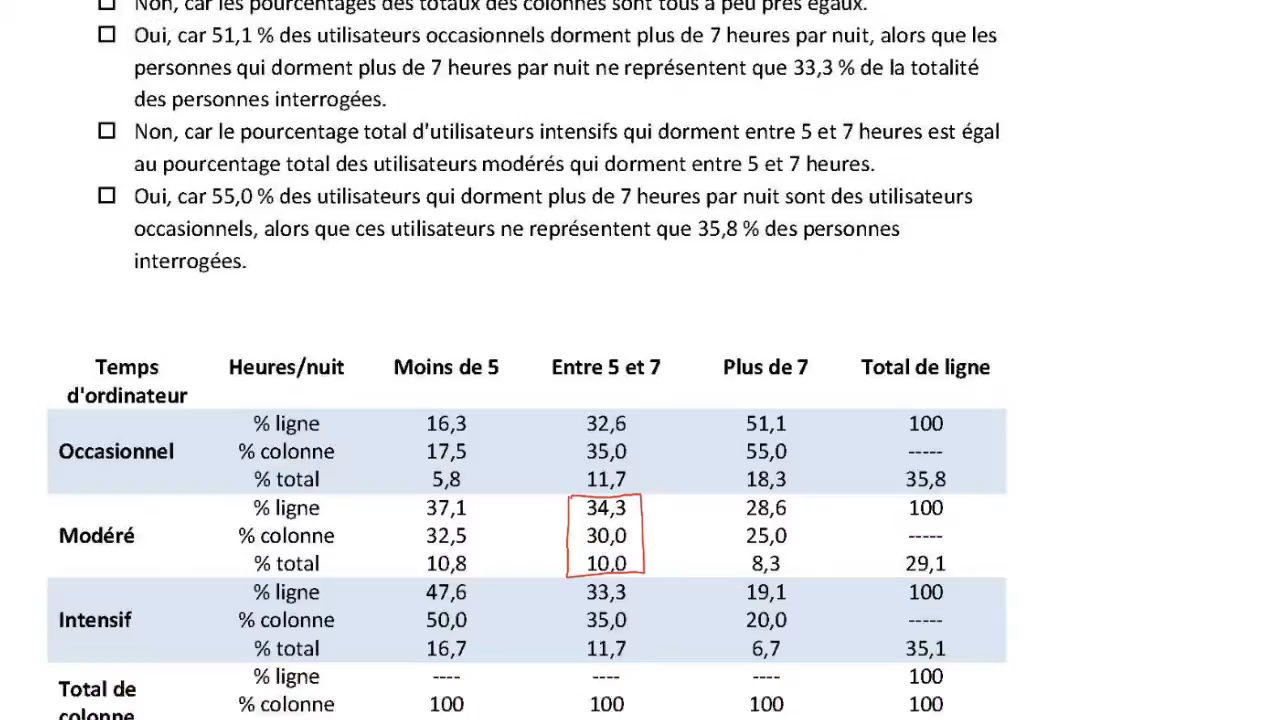 Non, car les pourcentages des totaux des colonnes sont tous à peu près égaux.
Oui, car 51,1 % des utilisateurs occasionnels dorment plus de 7 heures par nuit, alors que les
personnes qui dorment plus de 7 heures par nuit ne représentent que 33,3 % de la totalité
des personnes interrogées.
Non, car le pourcentage total d'utilisateurs intensifs qui dorment entre 5 et 7 heures est égal
au pourcentage total des utilisateurs modérés qui dorment entre 5 et 7 heures.
Oui, car 55,0 % des utilisateurs qui dorment plus de 7 heures par nuit sont des utilisateurs
occasionnels, alors que ces utilisateurs ne représentent que 35,8 % des personnes
interrogées.
Temps d'ordinateur Heures/nuit Moins de 5 Entre 5 et 7 Plus de 7 Total de ligne
% ligne 16,3 32,6 51,1 100
Occasionnel % colonne 17,5 35,0 55,0 -----
% total 5,8 11,7 18,3 35,8
% ligne 37,1 34,3 28,6 100
Modéré % colonne 32,5 30,0 25,0 -----
% total 10,8 10,0 8,3 29,1
% ligne 47,6 33,3 19,1 100
Intensif % colonne 50,0 35,0 20,0 -----
% total 16,7 11,7 6,7 35,1
Total de % ligne ---- ---- ---- 100
colonne % colonne 100 100 100 100